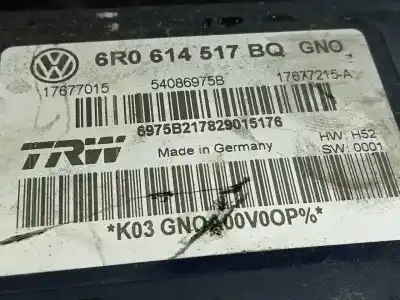 6R0 614 517 BQ GNO
17677015 54086975B 17677215-A
6975B217829015176
TRW Made in Germany
HW: H52
SW: 0001
*K03 GNOA00V0OP%*